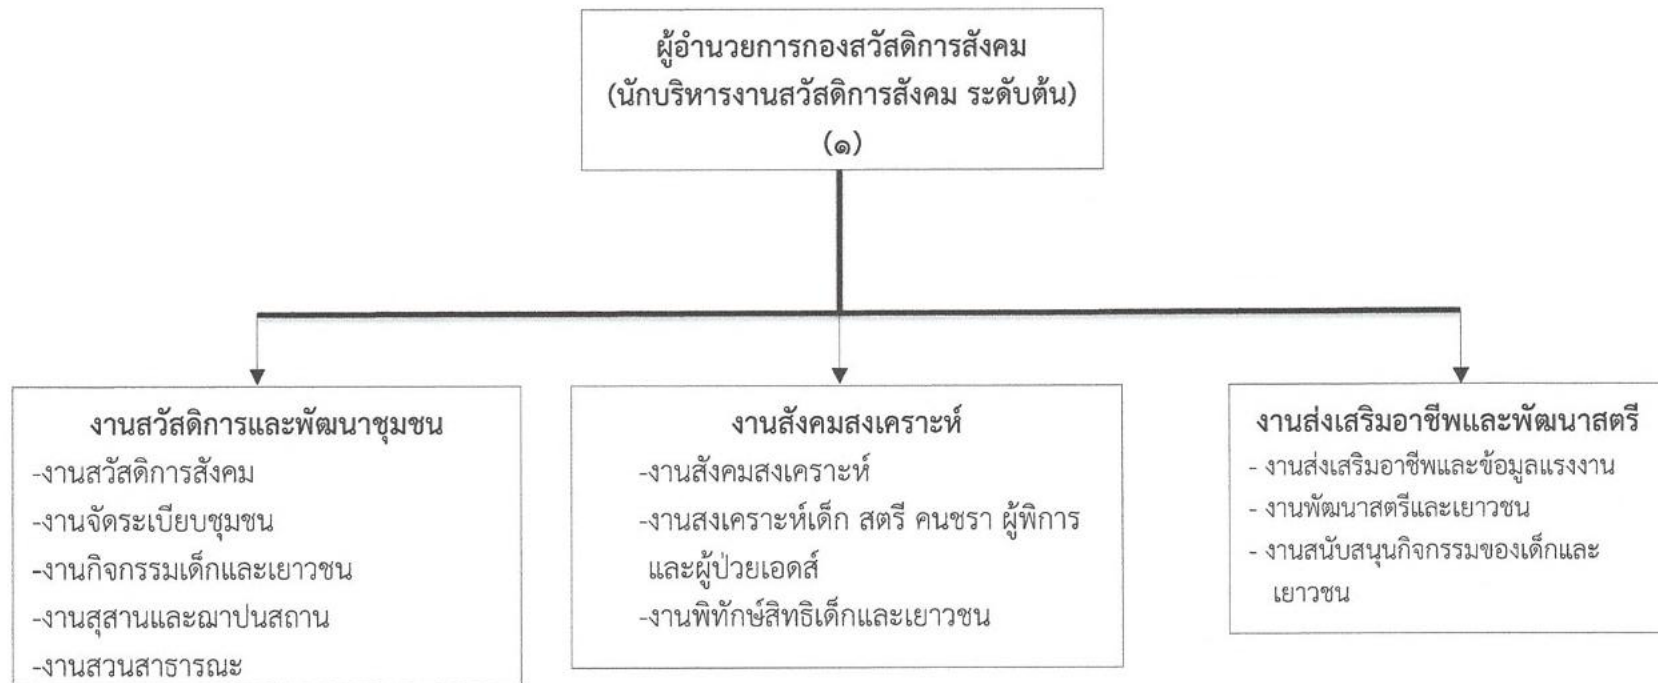 ผู้อำนวยการกองสวัสดิการสังคม
(นักบริหารงานสวัสดิการสังคม ระดับต้น)
(๑)
งานสวัสดิการและพัฒนาชุมชน
-งานสวัสดิการสังคม
-งานจัดระเบียบชุมชน
-งานกิจกรรมเด็กและเยาวชน
-งานสุสานและฌาปนสถาน
-งานสวนสาธารณะ
งานสังคมสงเคราะห์
-งานสังคมสงเคราะห์
-งานสงเคราะห์เด็ก สตรี คนชรา ผู้พิการ
และผู้ป่วยเอดส์
-งานพิทักษ์สิทธิเด็กและเยาวชน
งานส่งเสริมอาชีพและพัฒนาสตรี
- งานส่งเสริมอาชีพและข้อมูลแรงงาน
- งานพัฒนาสตรีและเยาวชน
- งานสนับสนุนกิจกรรมของเด็กและ
เยาวชน